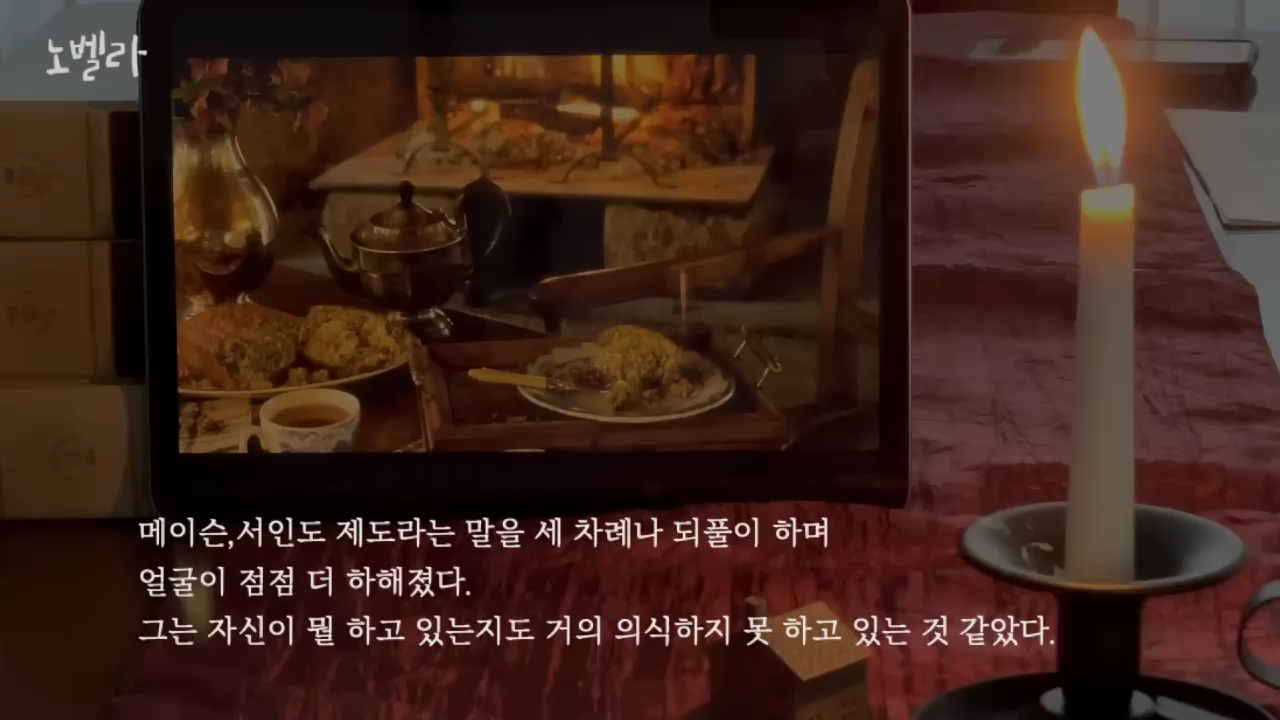 노벨라
메이슨,서인도 제도라는 말을 세 차례나 되풀이 하며
얼굴이 점점 더 하해졌다.
그는 자신이 뭘 하고 있는지도 거의 의식하지 못 하고 있는 것 같았다.